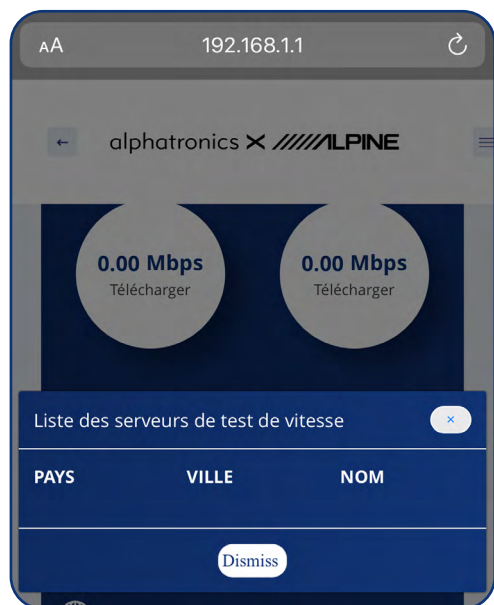 AA 192.168.1.1
alphatronics X ALPINE
0.00 Mbps 0.00 Mbps
Télécharger Télécharger
Liste des serveurs de test de vitesse ×
PAYS VILLE NOM
Dismiss